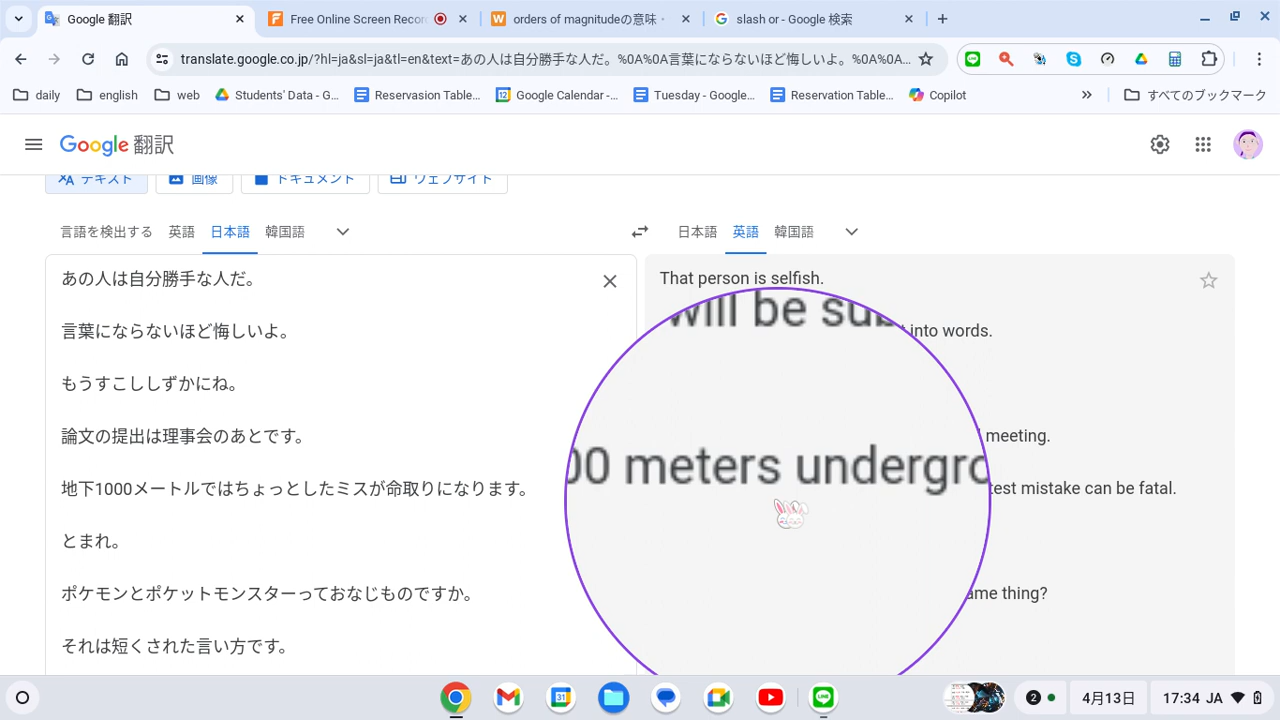 Google 翻訳
Free Online Screen Recor
orders of magnitudeの意味・
slash or - Google 検索
translate.google.co.jp/?hl=ja&sl=ja&tl=en&text=あの人は自分勝手な人だ。%0A%0A言葉にならないほど悔しいよ。%0A%0A...
daily
english
web
Students' Data - G...
Reservasion Table...
Google Calendar -...
Tuesday - Google...
Reservation Table...
Copilot
すべてのブックマーク
Google 翻訳
テキスト
画像
ドキュメント
ウェブサイト
言語を検出する 英語 日本語 韓国語
日本語 英語 韓国語
あの人は自分勝手な人だ。
言葉にならないほど悔しいよ。
もうすこししずかにね。
論文の提出は理事会のあとです。
地下1000メートルではちょっとしたミスが命取りになります。
とまれ。
ポケモンとポケットモンスターっておなじものですか。
それは短くされた言い方です。
That person is selfish.
into words.
will be sub
meeting.
00 meters undergro
test mistake can be fatal.
ame thing?
2
4月13日
17:34 JA